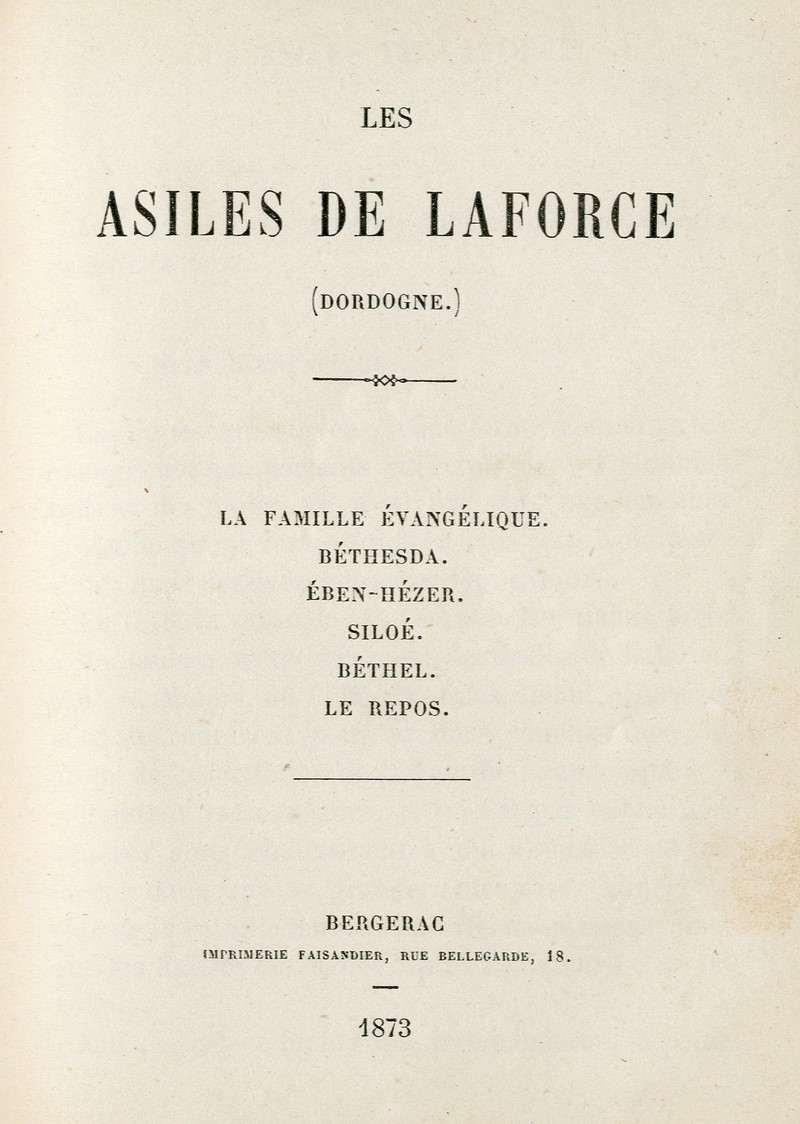 LES
ASILES DE LAFORCE
(DORDOGNE.)
LA FAMILLE ÉVANGÉLIQUE.
BÉTHESDA.
ÉBEN-HÉZER.
SILOÉ.
BÉTHEL.
LE REPOS.
BERGERAC
IMPRIMERIE FAISANDIER, RUE BELLEGARDE, 18.
1873